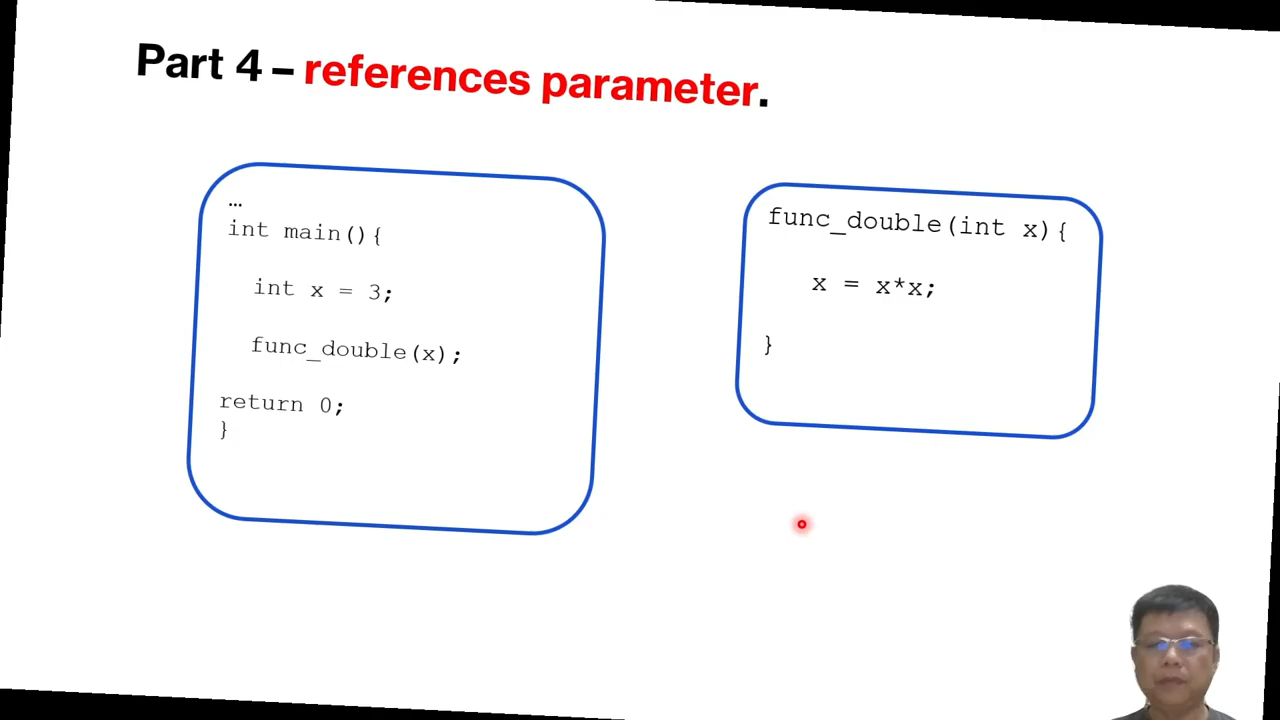 Part 4 – references parameter.
…
int main(){
int x = 3;
func_double(x);
return 0;
}
func_double(int x){
x = x*x;
}